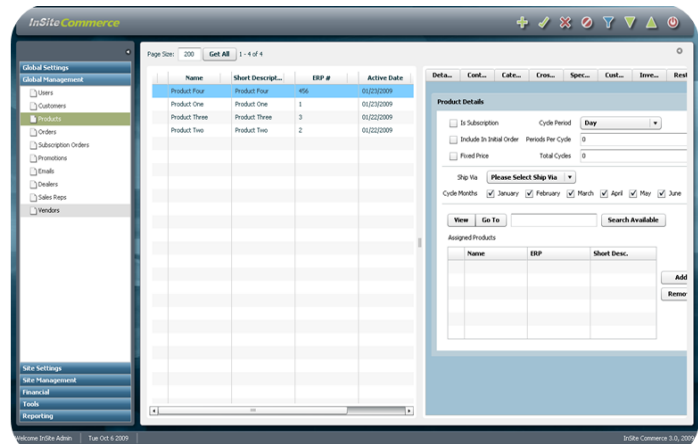 InSiteCommerce
Page Size: 200 Get All 1 - 4 of 4
Global Settings
Global Management
Users
Customers
Products
Orders
Subscription Orders
Promotions
Emails
Dealers
Sales Reps
Vendors
Site Settings
Site Management
Financial
Tools
Reporting
Name Short Descript... ERP # Active Date
Product Four Product Four 456 01/23/2009
Product One Product One 1 01/23/2009
Product Three Product Three 3 01/22/2009
Product Two Product Two 2 01/22/2009
Deta... Cont... Cate... Cros... Spec... Cust... Inve... Rest
Product Details
Is Subscription Cycle Period Day
Include In Initial Order Periods Per Cycle 0
Fixed Price Total Cycles 0
Ship Via Please Select Ship Via
Cycle Months January February March April May June
View Go To Search Available
Assigned Products
Name ERP Short Desc.
Add
Remo
Welcome InSite Admin Tue Oct 6 2009 InSite Commerce 3.0, 2009